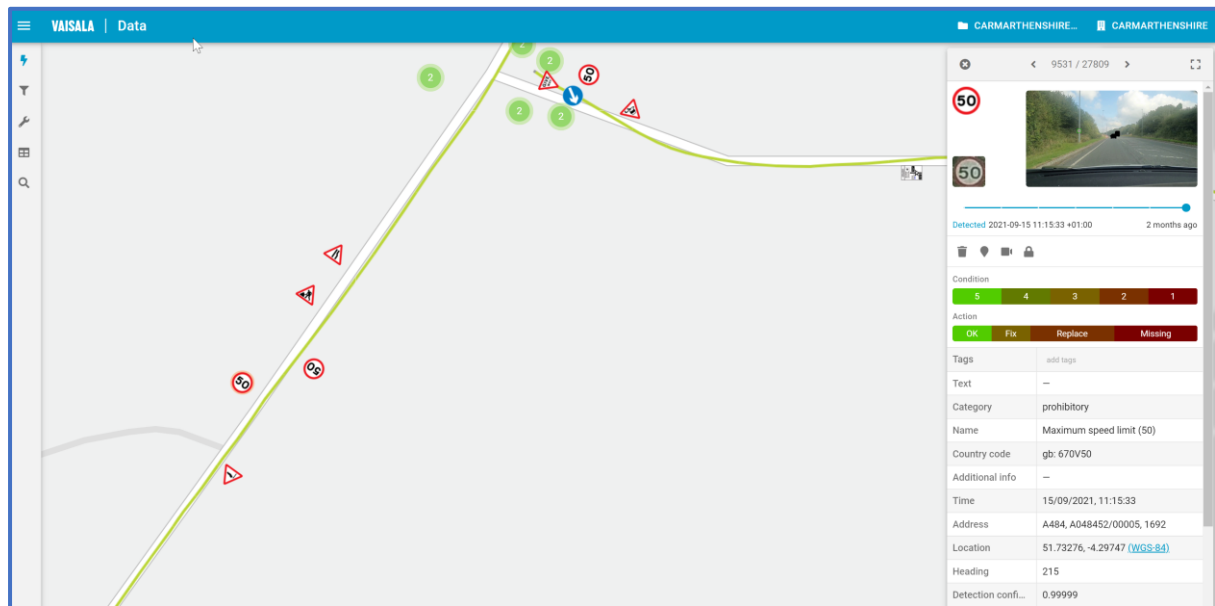 VAISALA | Data
CARMARTHENSHIRE...
CARMARTHENSHIRE
9531 / 27809
2
2
2
2
2
50
50
50
50
50
Detected 2021-09-15 11:15:33 +01:00
2 months ago
Condition
5 4 3 2 1
Action
OK Fix Replace Missing
Tags add tags
Text –
Category prohibitory
Name Maximum speed limit (50)
Country code gb: 670V50
Additional info –
Time 15/09/2021, 11:15:33
Address A484, A048452/00005, 1692
Location 51.73276, -4.29747 (WGS-84)
Heading 215
Detection confi... 0.99999